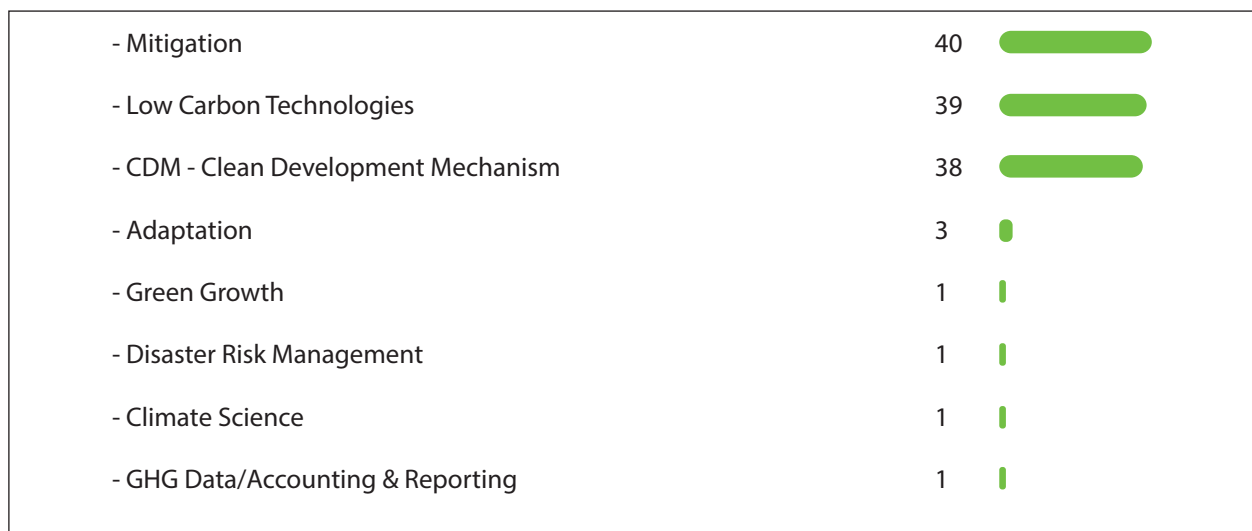 - Mitigation 40
- Low Carbon Technologies 39
- CDM - Clean Development Mechanism 38
- Adaptation 3
- Green Growth 1
- Disaster Risk Management 1
- Climate Science 1
- GHG Data/Accounting & Reporting 1